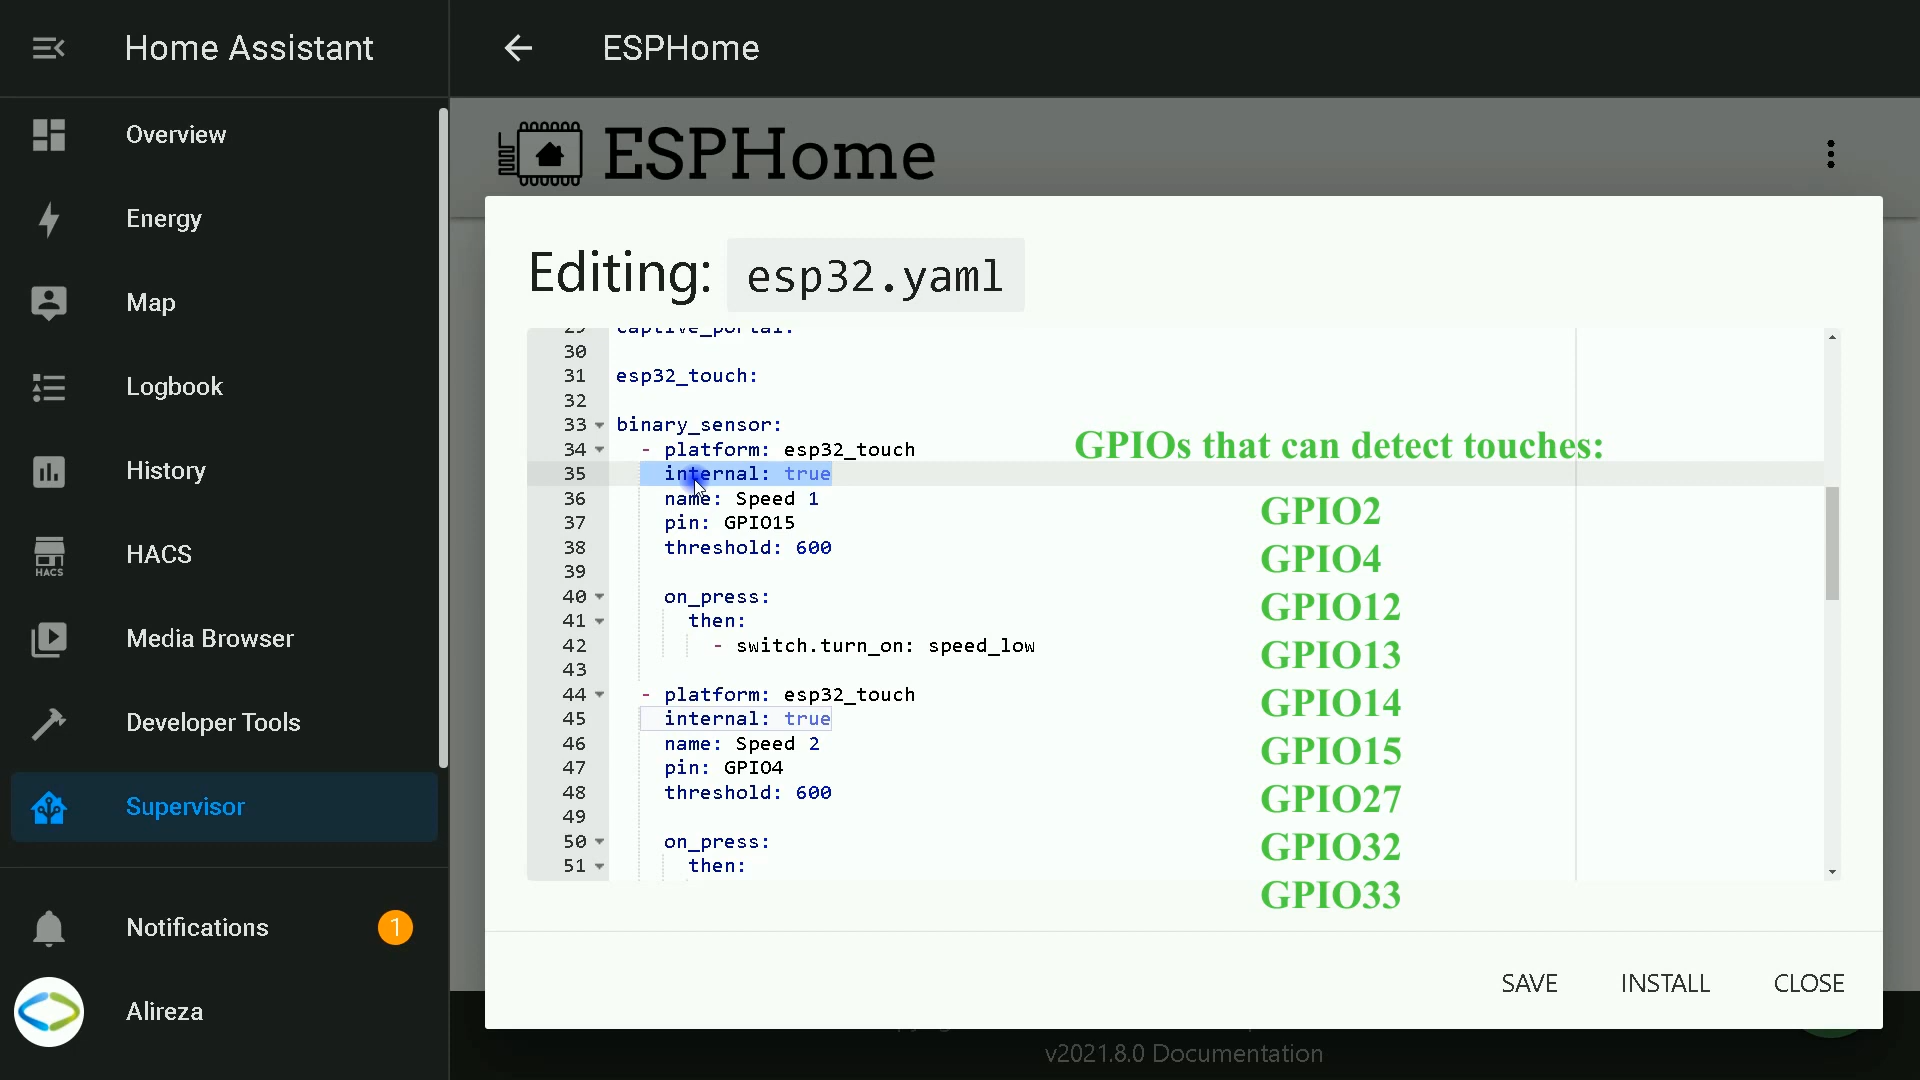 Home Assistant
ESPHome
Overview
Energy
Map
Logbook
History
HACS
HACS
Media Browser
Developer Tools
Supervisor
Notifications
1
Alireza
ESPHome
Editing: esp32.yaml
29 captive_portal:
30
31 esp32_touch:
32
33 binary_sensor:
34 - platform: esp32_touch
35 internal: true
36 name: Speed 1
37 pin: GPIO15
38 threshold: 600
39
40 on_press:
41 then:
42 - switch.turn_on: speed_low
43
44 - platform: esp32_touch
45 internal: true
46 name: Speed 2
47 pin: GPIO4
48 threshold: 600
49
50 on_press:
51 then:
GPIOs that can detect touches:
GPIO2
GPIO4
GPIO12
GPIO13
GPIO14
GPIO15
GPIO27
GPIO32
GPIO33
SAVE INSTALL CLOSE
v2021.8.0 Documentation